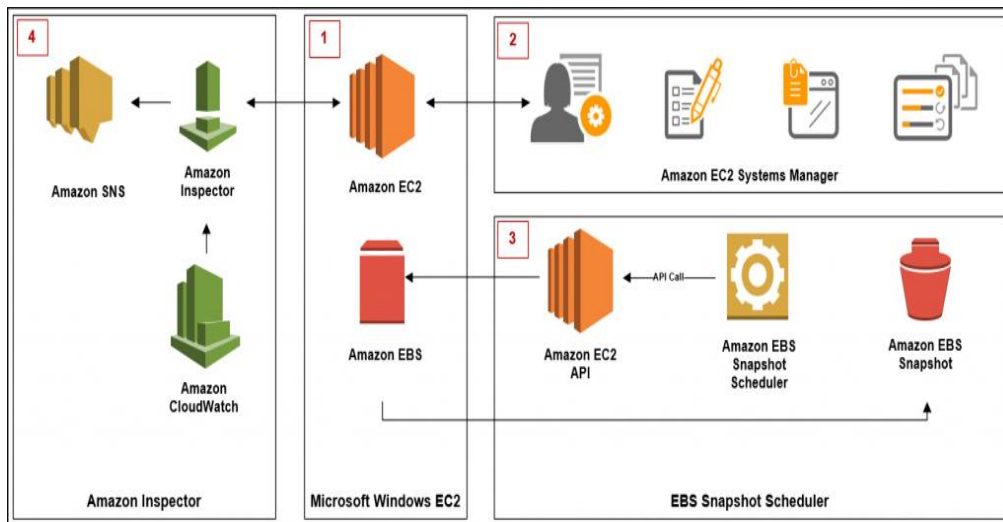 4
Amazon SNS
Amazon
Inspector
Amazon
CloudWatch
Amazon Inspector
1
Amazon EC2
Amazon EBS
Microsoft Windows EC2
2
Amazon EC2 Systems Manager
3
API Call
Amazon EC2
API
Amazon EBS
Snapshot
Scheduler
Amazon EBS
Snapshot
EBS Snapshot Scheduler